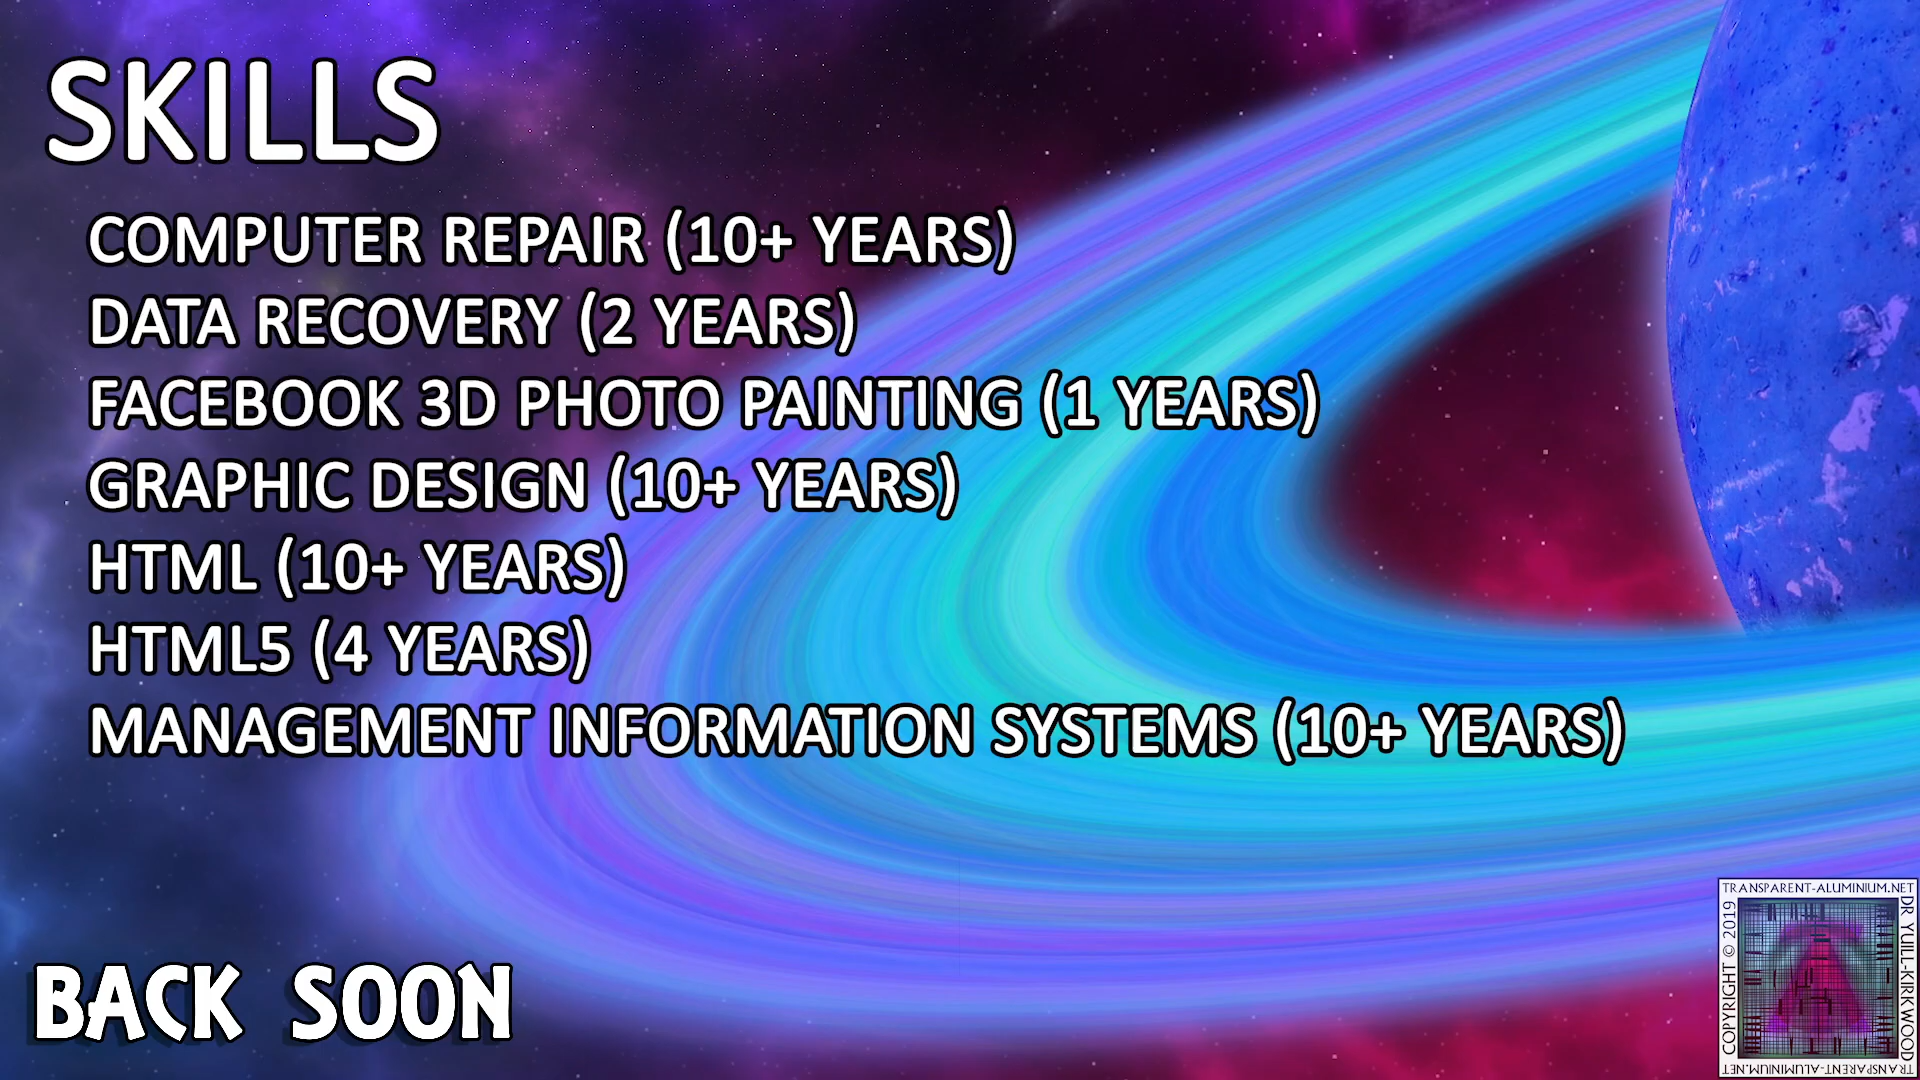 SKILLS
COMPUTER REPAIR (10+ YEARS)
DATA RECOVERY (2 YEARS)
FACEBOOK 3D PHOTO PAINTING (1 YEARS)
GRAPHIC DESIGN (10+ YEARS)
HTML (10+ YEARS)
HTML5 (4 YEARS)
MANAGEMENT INFORMATION SYSTEMS (10+ YEARS)
BACK SOON
TRANSPARENT-ALUMINIUM.NET
DR YUILL-KIRKWOOD
TRANSPARENT-ALUMINIUM.NET
COPYRIGHT © 2019